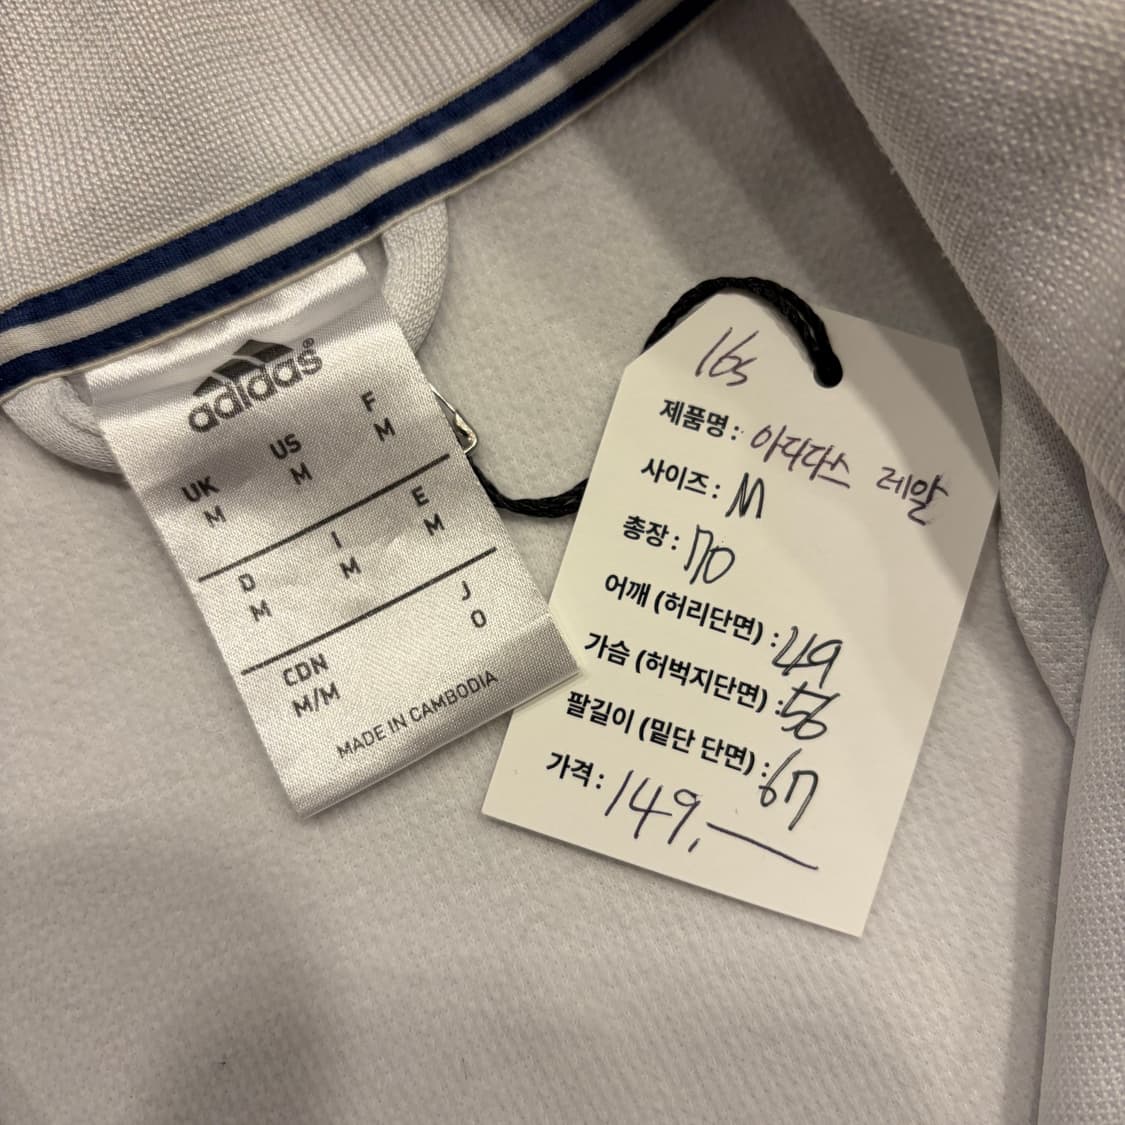 adidas®
UK US F
M M M
D I E
M M M
CDN J
M/M O
MADE IN CAMBODIA
16s
제품명: 아디다스 레알
사이즈: M
총장: 70
어깨 (허리단면) : 49
가슴 (허벅지단면) : 56
팔길이 (밑단 단면) : 67
가격: 149.—